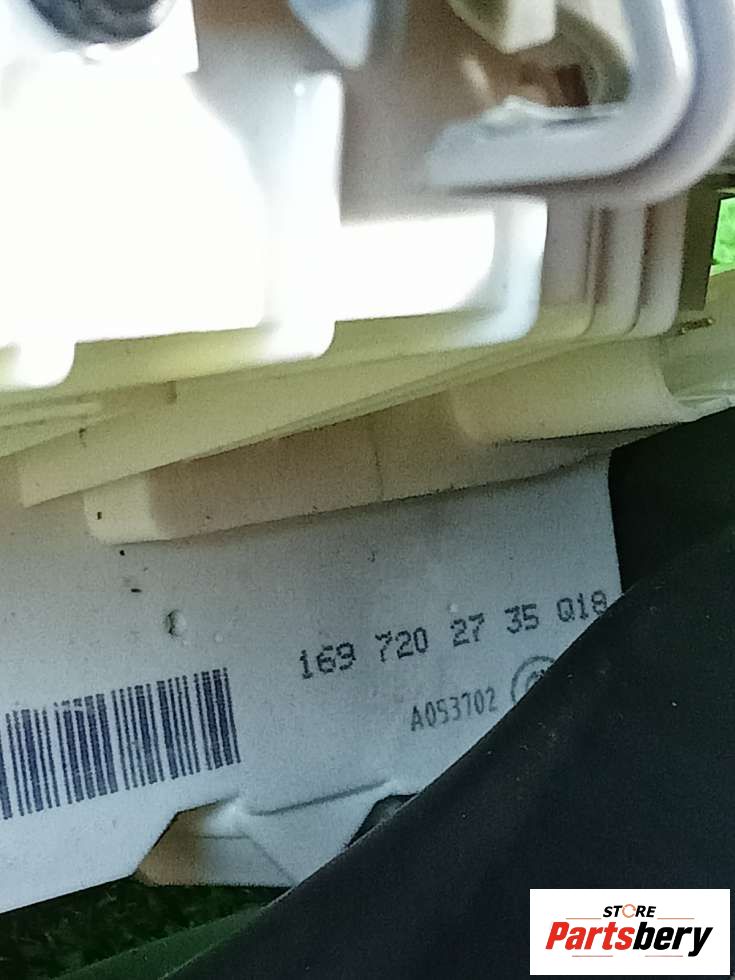 169 720 27 35 Q18
A053702
STORE
Partsbery